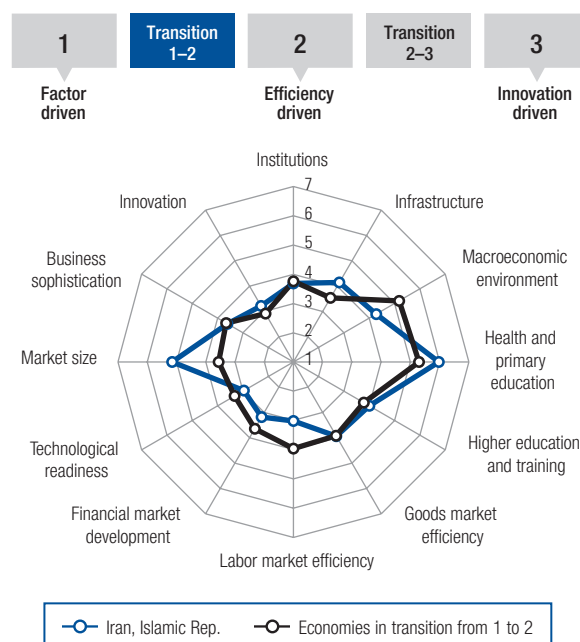 1
Transition
1–2
2
Transition
2–3
3
Factor
driven
Efficiency
driven
Innovation
driven
Institutions
Infrastructure
Macroeconomic
environment
Health and
primary
education
Higher education
and training
Goods market
efficiency
Labor market efficiency
Financial market
development
Technological
readiness
Market size
Business
sophistication
Innovation
7
6
5
4
3
2
1
Iran, Islamic Rep.
Economies in transition from 1 to 2